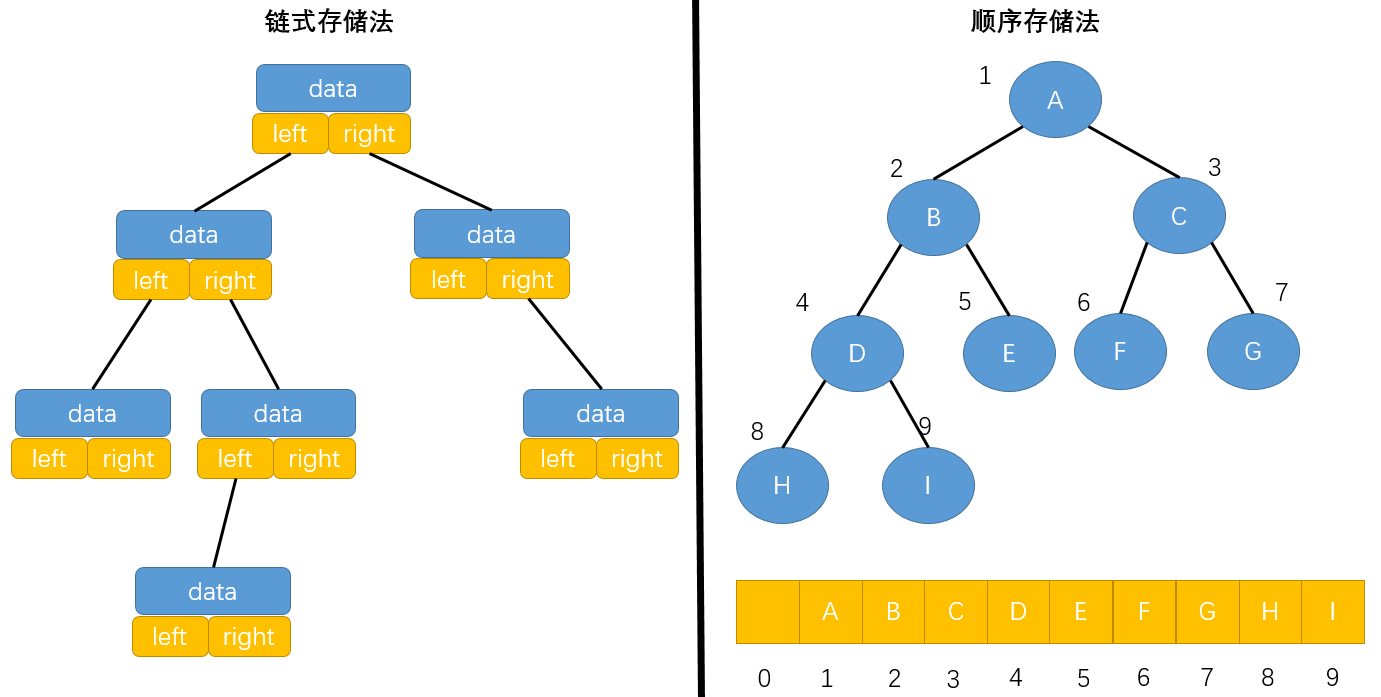 链式存储法
data
left right
data data
left right left right
data data data
left right left right left right
data
left right
顺序存储法
1
A
2 3
B C
4 5 6 7
D E F G
8 9
H I
A B C D E F G H I
0 1 2 3 4 5 6 7 8 9